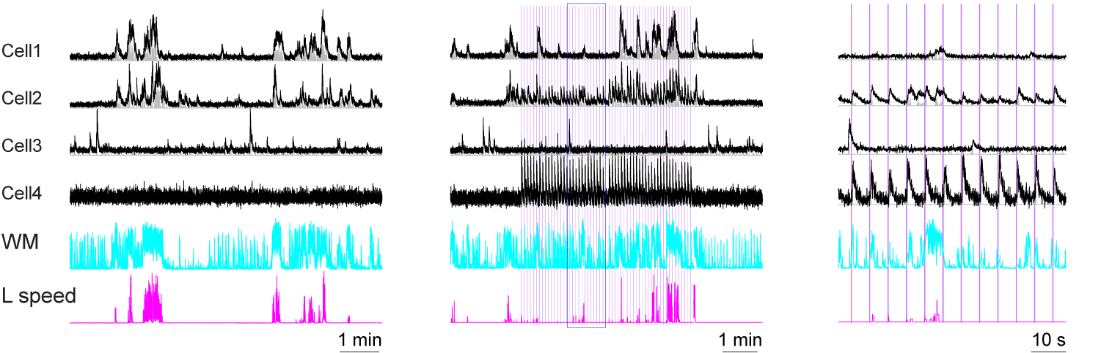 Cell1
Cell2
Cell3
Cell4
WM
L speed
1 min
1 min
10 s